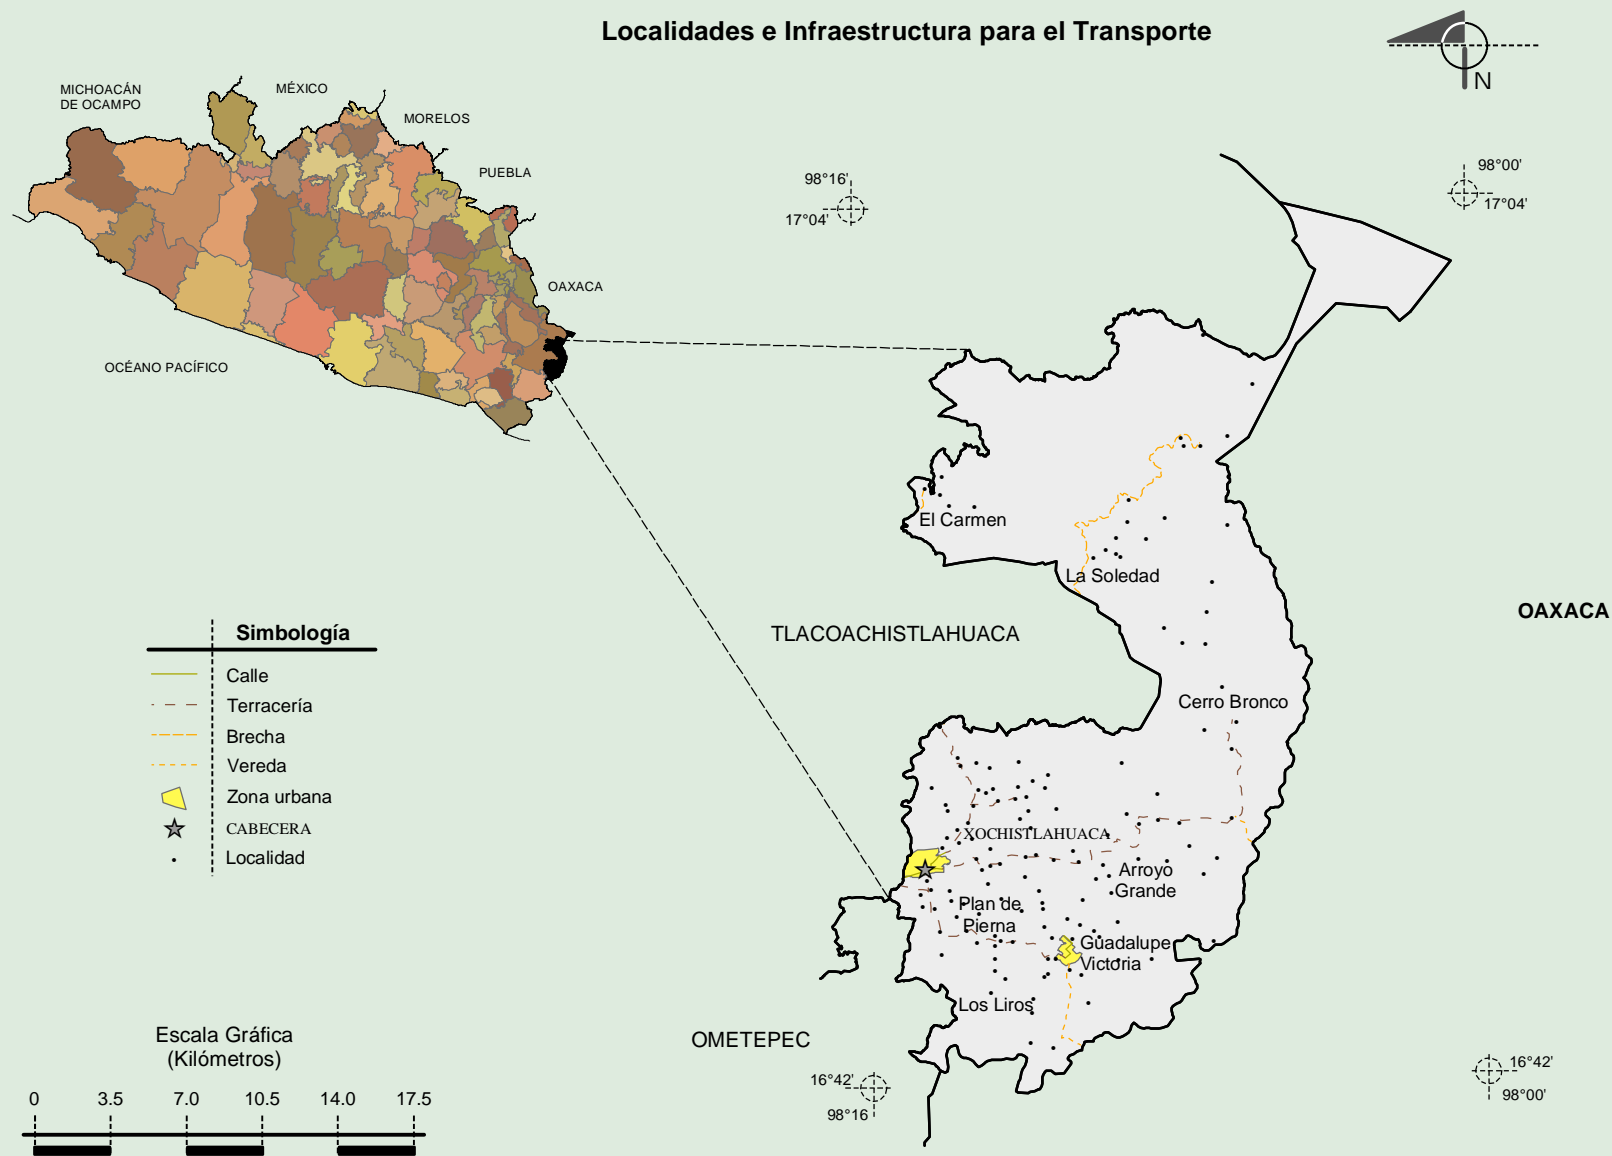 Localidades e Infraestructura para el Transporte
N
MICHOACÁN
DE OCAMPO
MÉXICO
MORELOS
PUEBLA
OAXACA
OCÉANO PACÍFICO
98°16'
17°04'
98°00'
17°04'
El Carmen
La Soledad
TLACOACHISTLAHUACA
OAXACA
Cerro Bronco
XOCHISTLAHUACA
Arroyo
Grande
Plan de
Pierna
Guadalupe
Victoria
Los Liros
OMETEPEC
16°42'
98°16
16°42'
98°00'
Simbología
Calle
Terracería
Brecha
Vereda
Zona urbana
CABECERA
Localidad
Escala Gráfica
(Kilómetros)
0 3.5 7.0 10.5 14.0 17.5